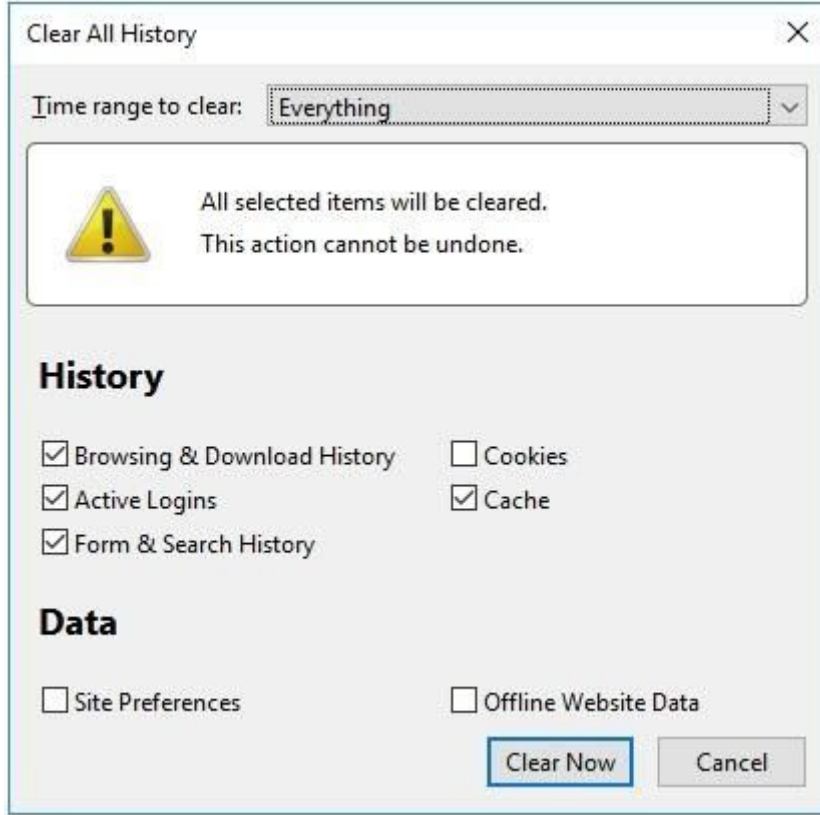 Clear All History
Time range to clear: Everything
All selected items will be cleared.
This action cannot be undone.
History
Browsing & Download History Cookies
Active Logins Cache
Form & Search History
Data
Site Preferences Offline Website Data
Clear Now Cancel